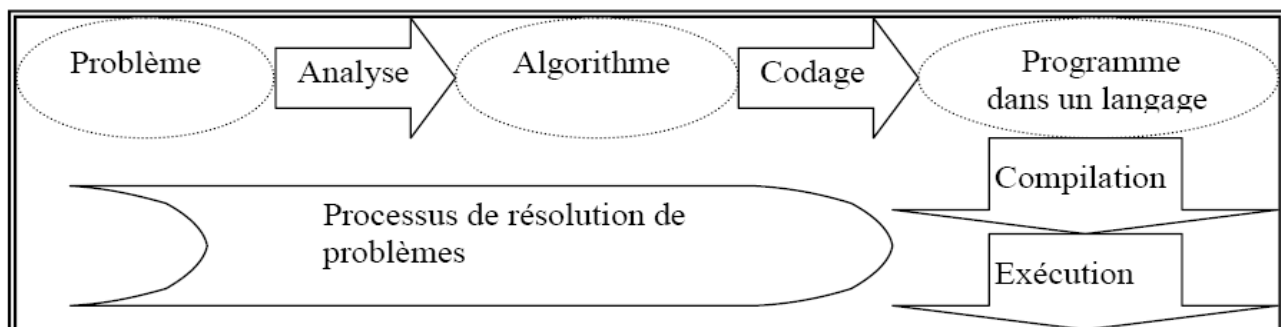 Problème
Analyse
Algorithme
Codage
Programme
dans un langage
Compilation
Processus de résolution de
problèmes
Exécution